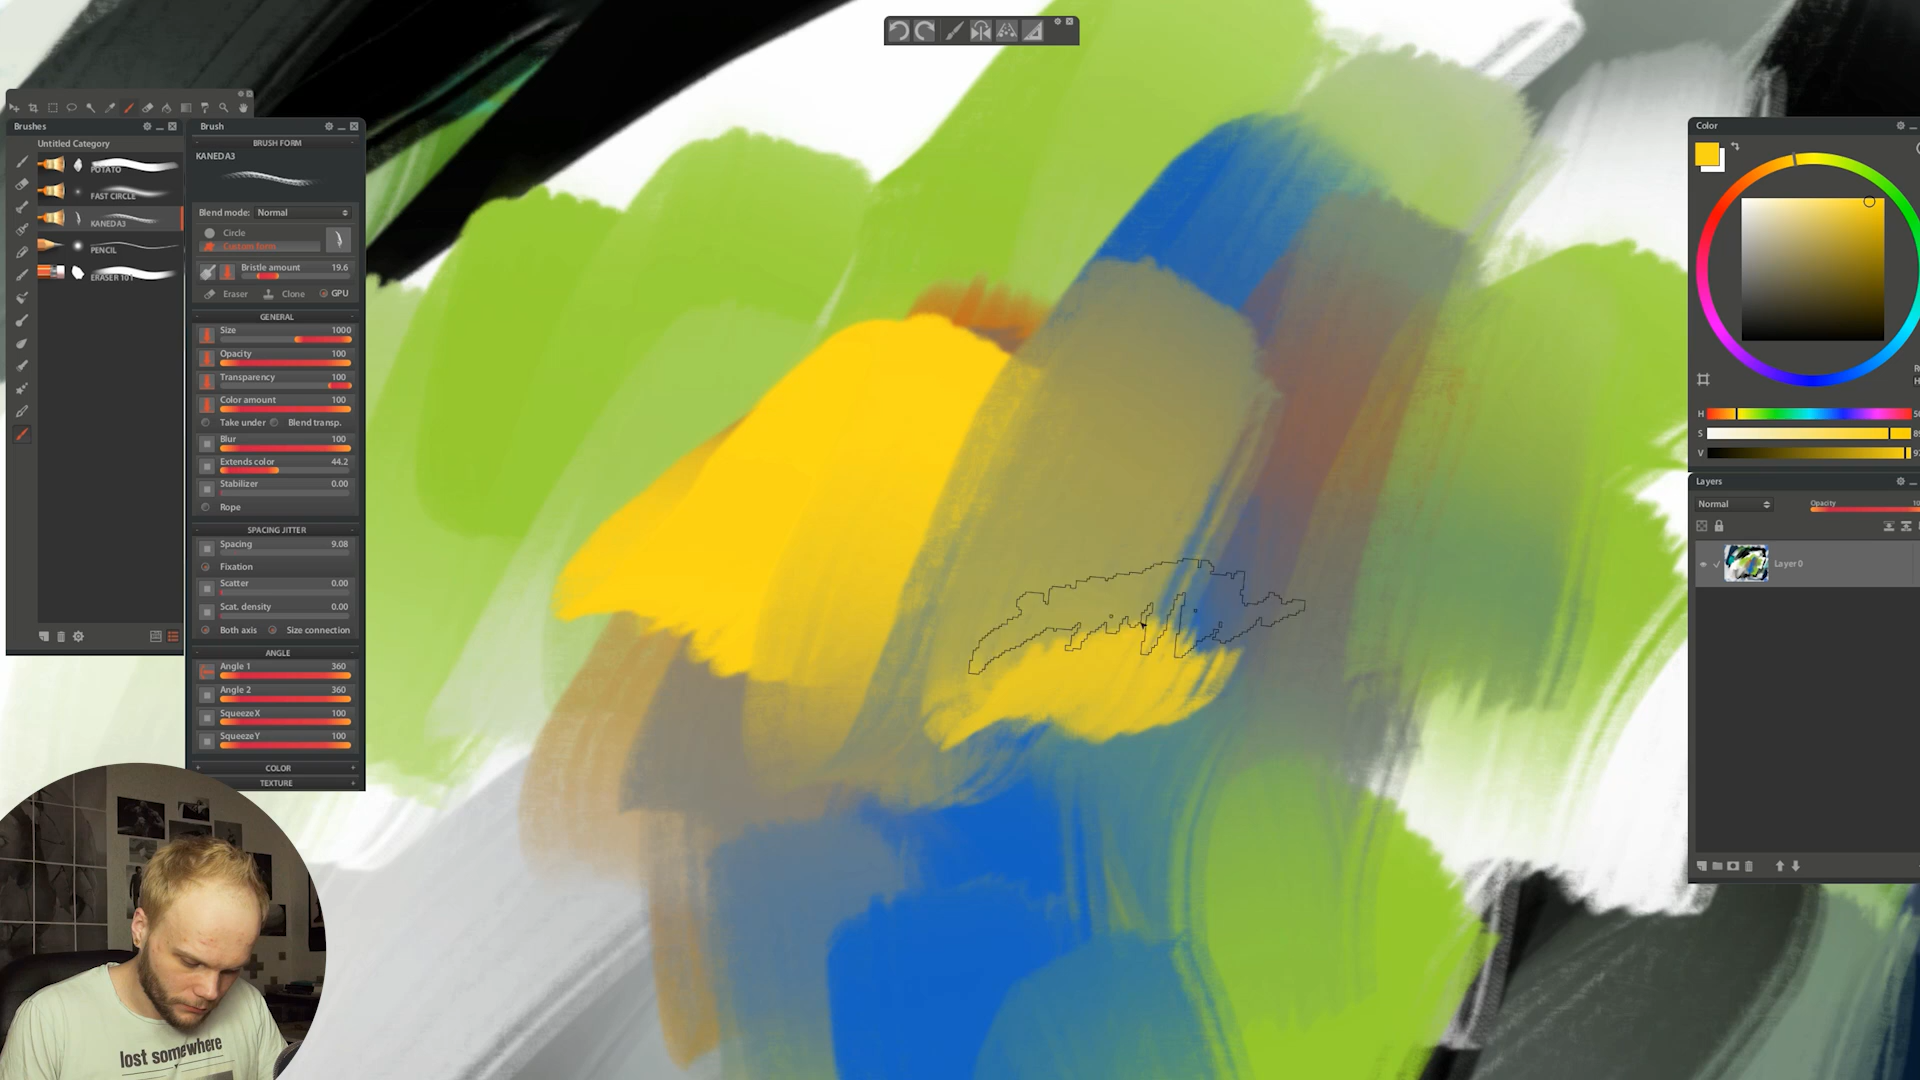 Brushes
Untitled Category
POTATO
FAST CIRCLE
KANEDA3
PENCIL
ERASER 101
Brush
BRUSH FORM
KANEDA3
Blend mode: Normal
Circle
Custom form
Bristle amount 19.6
Eraser Clone GPU
GENERAL
Size 1000
Opacity 100
Transparency 100
Color amount 100
Take under Blend transp.
Blur 100
Extends color 44.2
Stabilizer 0.00
Rope
SPACING JITTER
Spacing 9.08
Fixation
Scatter 0.00
Scat. density 0.00
Both axis Size connection
ANGLE
Angle 1 360
Angle 2 360
SqueezeX 100
SqueezeY 100
COLOR
TEXTURE
Color
H
S
V
Layers
Normal Opacity
Layer 0
lost somewhere